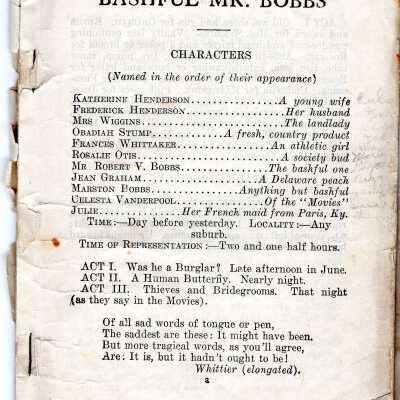 BASHFUL MR. BOBBS
CHARACTERS
(Named in the order of their appearance)
KATHERINE HENDERSON................A young wife
FREDERICK HENDERSON..................Her husband
MRS WIGGINS............................The landlady
OBADIAH STUMP.............A fresh, country product
FRANCES WHITTAKER.................An athletic girl
ROSALIE OTIS..........................A society bud
MR ROBERT V. BOBBS.................The bashful one
JEAN GRAHAM.......................A Delaware peach
MARSTON BOBBS................Anything but bashful
CELESTA VANDERPOOL...............Of the "Movies"
JULIE...............Her French maid from Paris, Ky.
TIME:—Day before yesterday. LOCALITY:—Any
suburb.
TIME OF REPRESENTATION:—Two and one half hours.
ACT I. Was he a Burglar? Late afternoon in June.
ACT II. A Human Butterfly. Nearly night.
ACT III. Thieves and Bridegrooms. That night
(as they say in the Movies).
Of all sad words of tongue or pen,
The saddest are these: It might have been.
But more tragical words, as you'll agree,
Are: It is, but it hadn't ought to be!
Whittier (elongated).
a